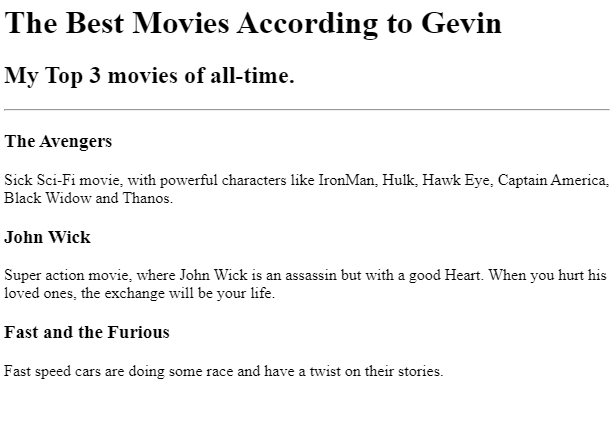 The Best Movies According to Gevin
My Top 3 movies of all-time.
The Avengers
Sick Sci-Fi movie, with powerful characters like IronMan, Hulk, Hawk Eye, Captain America,
Black Widow and Thanos.
John Wick
Super action movie, where John Wick is an assassin but with a good Heart. When you hurt his
loved ones, the exchange will be your life.
Fast and the Furious
Fast speed cars are doing some race and have a twist on their stories.